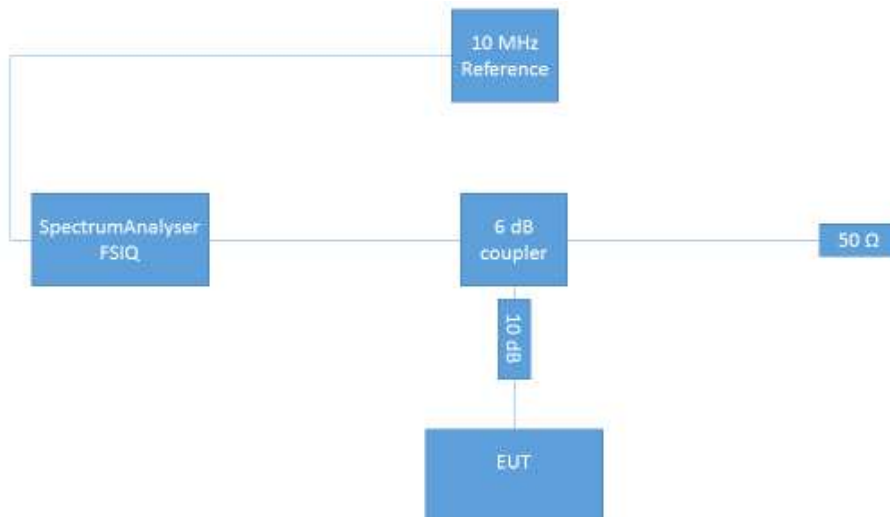 10 MHz
Reference
SpectrumAnalyser
FSIQ
6 dB
coupler
50 Ω
10 dB
EUT